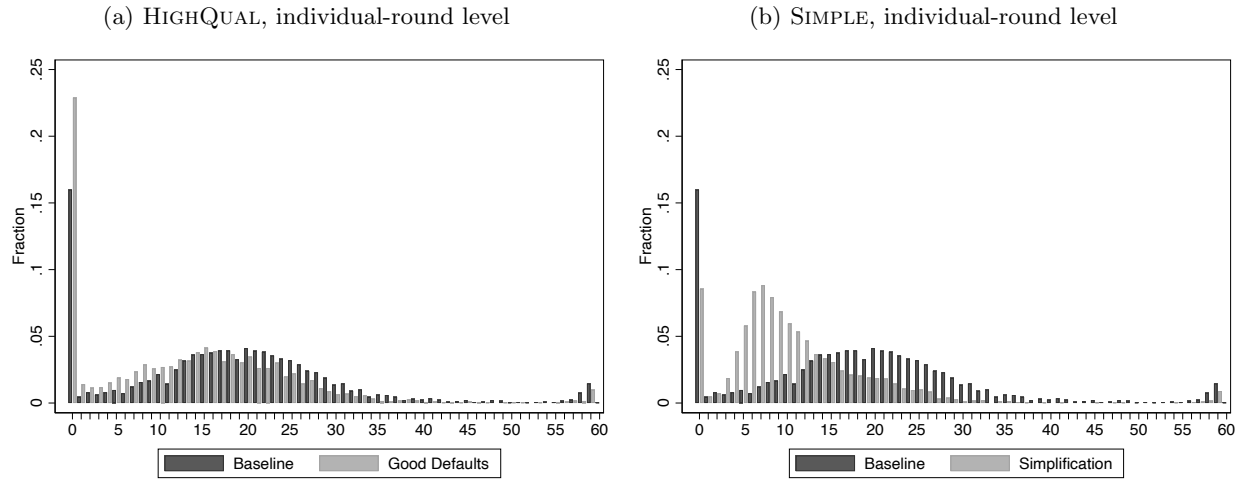 (a) HIGHQUAL, individual-round level
Fraction
0 .05 .1 .15 .2 .25
0 5 10 15 20 25 30 35 40 45 50 55 60
Baseline Good Defaults
(b) SIMPLE, individual-round level
Fraction
0 .05 .1 .15 .2 .25
0 5 10 15 20 25 30 35 40 45 50 55 60
Baseline Simplification